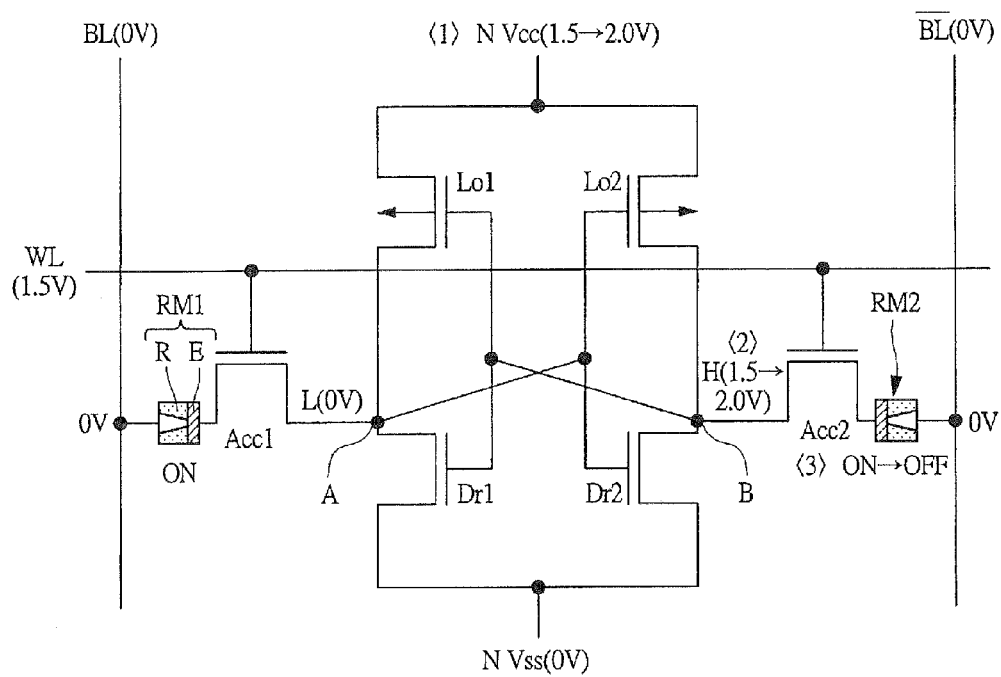 BL(0V)
⟨1⟩ N Vcc(1.5→2.0V)
B̅L̅(0V)
Lo1
Lo2
WL
(1.5V)
RM1
R E
RM2
⟨2⟩
H(1.5→
2.0V)
L(0V)
0V
Acc1
Acc2
0V
ON
⟨3⟩ ON→OFF
A
Dr1
Dr2
B
N Vss(0V)